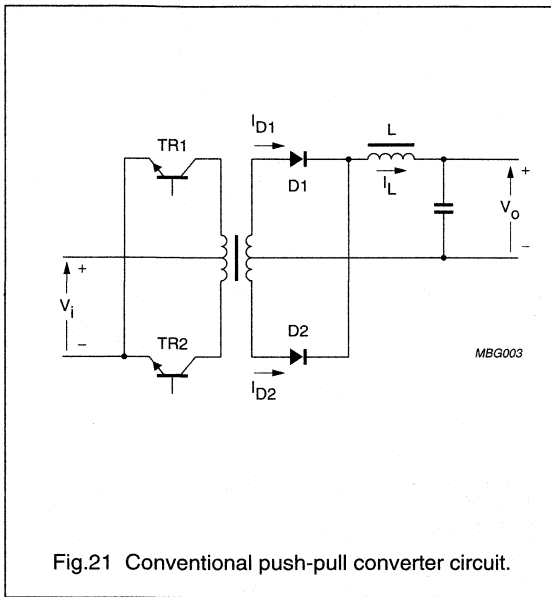 I_D1
L
TR1
D1
I_L
+
V_o
−
+
V_i
−
TR2
D2
I_D2
MBG003
Fig.21 Conventional push-pull converter circuit.